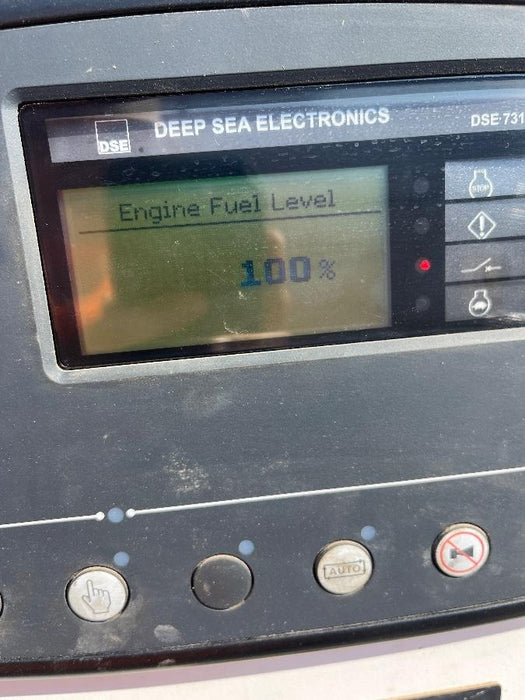 DSE
DEEP SEA ELECTRONICS
DSE 731
Engine Fuel Level
100%
STOP
AUTO